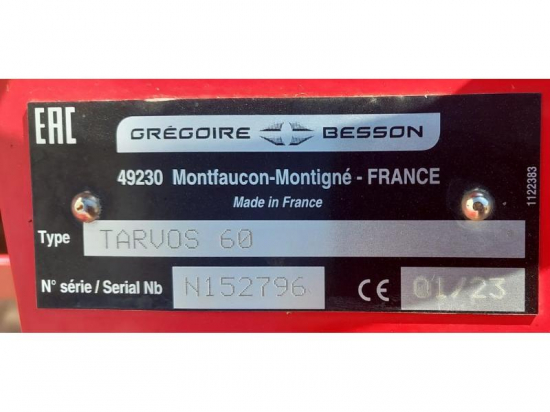 EAC
GRÉGOIRE BESSON
49230 Montfaucon-Montigné - FRANCE
Made in France
Type TARVOS 60
N° série / Serial Nb N152796 CE 01/23
1122383